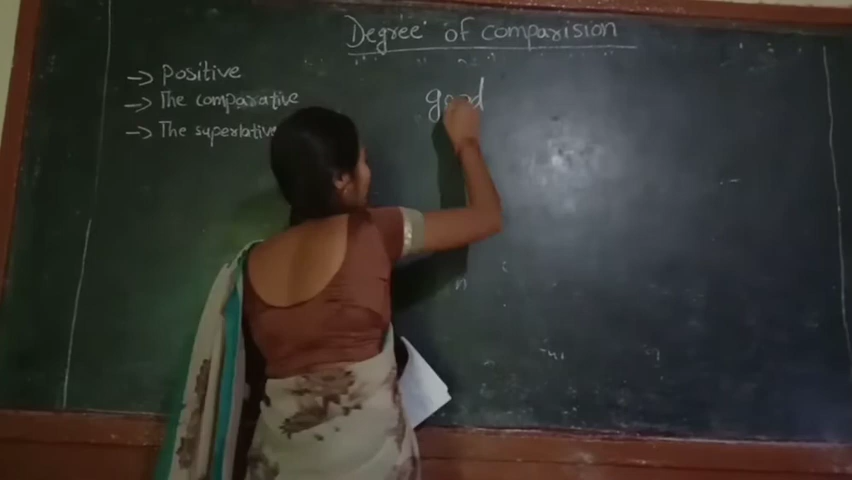 Degree of comparision
→ Positive
→ The comparative
→ The superlative
good